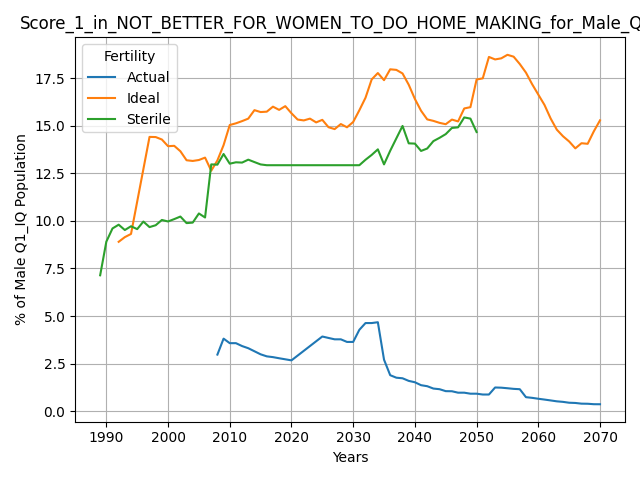 Score_1_in_NOT_BETTER_FOR_WOMEN_TO_DO_HOME_MAKING_for_Male_Q
Fertility
Actual
Ideal
Sterile
% of Male Q1_IQ Population
17.5
15.0
12.5
10.0
7.5
5.0
2.5
0.0
1990 2000 2010 2020 2030 2040 2050 2060 2070
Years